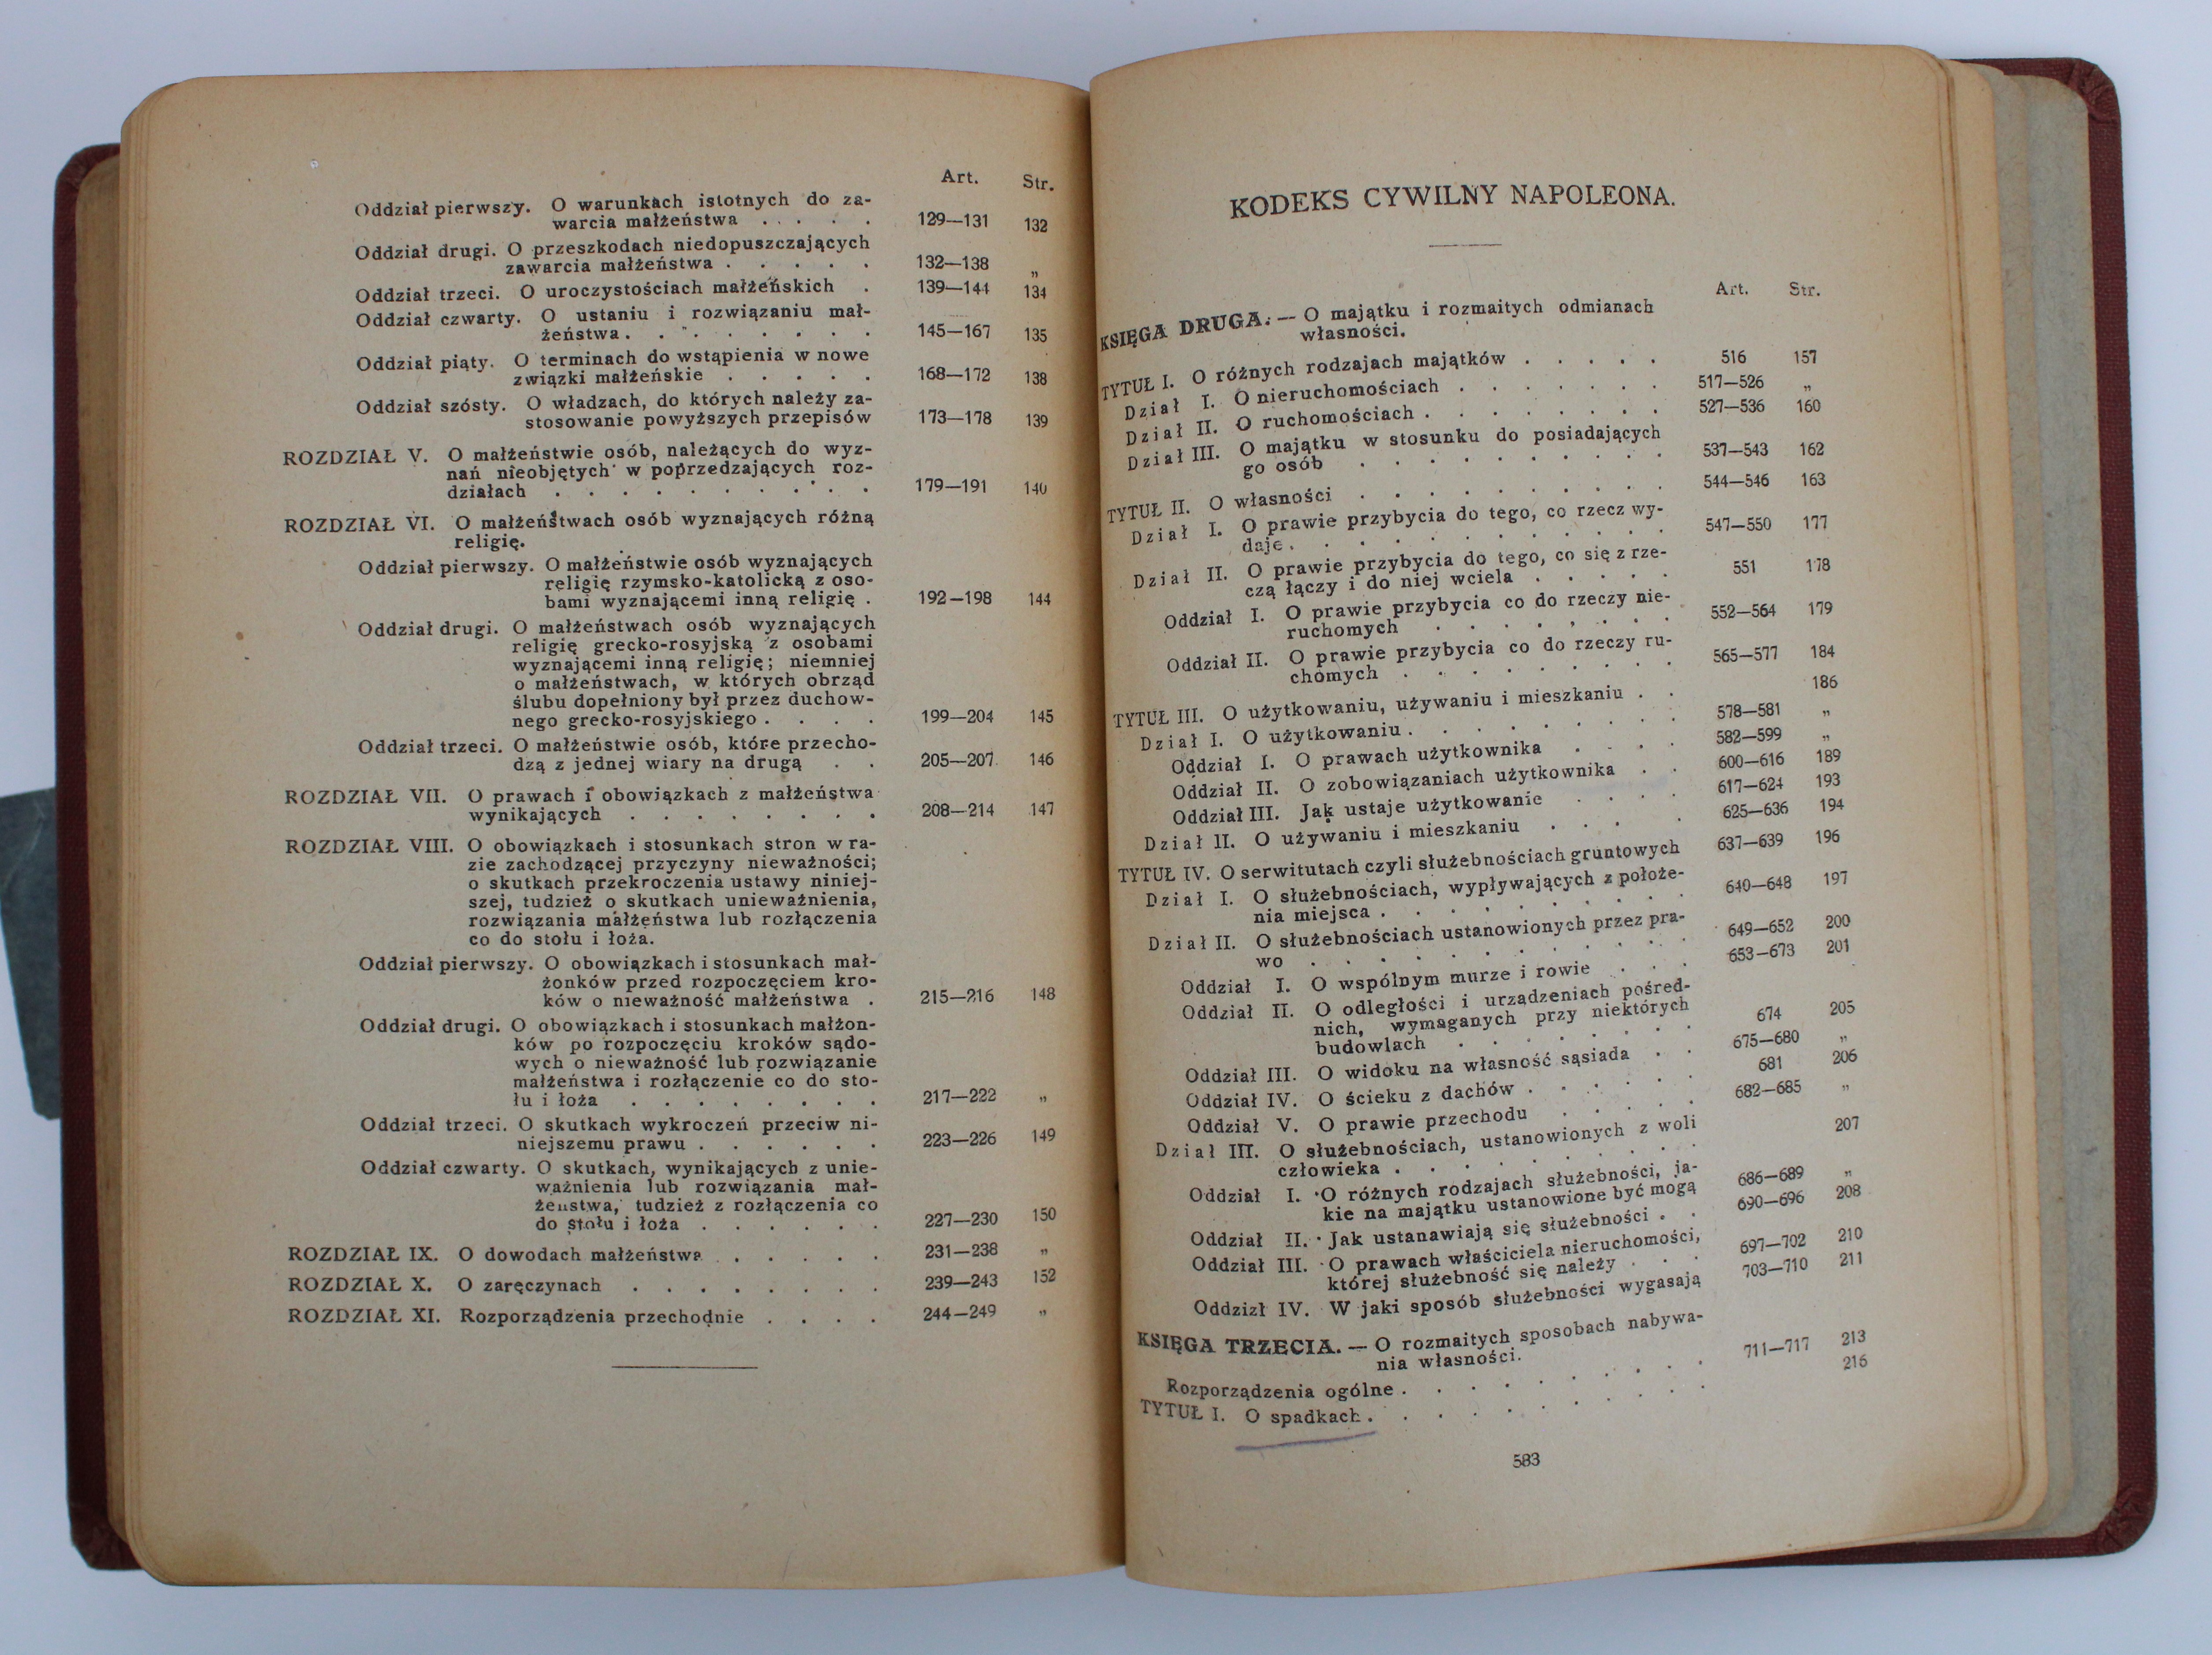 Art. Str.
Oddział pierwszy. O warunkach istotnych do za-
warcia małżeństwa . . . . 129—131 132
Oddział drugi. O przeszkodach niedopuszczających
zawarcia małżeństwa . . . . . 132—138 „
Oddział trzeci. O uroczystościach małżeńskich . 139—144 134
Oddział czwarty. O ustaniu i rozwiązaniu mał-
żeństwa . . . . . . . 145—167 135
Oddział piąty. O terminach do wstąpienia w nowe
związki małżeńskie . . . . . 168—172 138
Oddział szósty. O władzach, do których należy za-
stosowanie powyższych przepisów 173—178 139
ROZDZIAŁ V. O małżeństwie osób, należących do wyz-
nań nieobjętych w poprzedzających roz-
działach . . . . . . . . . . 179—191 140
ROZDZIAŁ VI. O małżeństwach osób wyznających różną
religię.
Oddział pierwszy. O małżeństwie osób wyznających
religię rzymsko-katolicką z oso-
bami wyznającemi inną religię . 192—198 144
Oddział drugi. O małżeństwach osób wyznających
religię grecko-rosyjską z osobami
wyznającemi inną religię; niemniej
o małżeństwach, w których obrząd
ślubu dopełniony był przez duchow-
nego grecko-rosyjskiego . . . . 199—204 145
Oddział trzeci. O małżeństwie osób, które przecho-
dzą z jednej wiary na drugą . . 205—207 146
ROZDZIAŁ VII. O prawach i obowiązkach z małżeństwa
wynikających . . . . . . . . 208—214 147
ROZDZIAŁ VIII. O obowiązkach i stosunkach stron w ra-
zie zachodzącej przyczyny nieważności;
o skutkach przekroczenia ustawy niniej-
szej, tudzież o skutkach unieważnienia,
rozwiązania małżeństwa lub rozłączenia
co do stołu i łoża.
Oddział pierwszy. O obowiązkach i stosunkach mał-
żonków przed rozpoczęciem kro-
ków o nieważność małżeństwa . 215—216 148
Oddział drugi. O obowiązkach i stosunkach małżon-
ków po rozpoczęciu kroków sądo-
wych o nieważność lub rozwiązanie
małżeństwa i rozłączenie co do sto-
łu i łoża . . . . . . . . 217—222 „
Oddział trzeci. O skutkach wykroczeń przeciw ni-
niejszemu prawu . . . . . . 223—226 149
Oddział czwarty. O skutkach, wynikających z unie-
ważnienia lub rozwiązania mał-
żeństwa, tudzież z rozłączenia co
do stołu i łoża . . . . . . 227—230 150
ROZDZIAŁ IX. O dowodach małżeństwa . . . . . 231—238 „
ROZDZIAŁ X. O zaręczynach . . . . . . . . 239—243 152
ROZDZIAŁ XI. Rozporządzenia przechodnie . . . . 244—249 „
KODEKS CYWILNY NAPOLEONA.
Art. Str.
KSIĘGA DRUGA. — O majątku i rozmaitych odmianach
własności.
TYTUŁ I. O różnych rodzajach majątków . . . . . 516 157
Dział I. O nieruchomościach . . . . . . . 517—526 „
Dział II. O ruchomościach . . . . . . . . 527—536 160
Dział III. O majątku w stosunku do posiadających
go osób . . . . . . . . . 537—543 162
TYTUŁ II. O własności . . . . . . . . . . 544—546 163
Dział I. O prawie przybycia do tego, co rzecz wy-
daje . . . . . . . . . . . 547—550 177
Dział II. O prawie przybycia do tego, co się z rze-
czą łączy i do niej wciela . . . . . 551 178
Oddział I. O prawie przybycia co do rzeczy nie-
ruchomych . . . . . . . . 552—564 179
Oddział II. O prawie przybycia co do rzeczy ru-
chomych . . . . . . . . 565—577 184
TYTUŁ III. O użytkowaniu, używaniu i mieszkaniu . . 186
Dział I. O użytkowaniu . . . . . . . . 578—581 „
Oddział I. O prawach użytkownika . . . . 582—599 „
Oddział II. O zobowiązaniach użytkownika . . 600—616 189
Oddział III. Jak ustaje użytkowanie . . . . 617—624 193
Dział II. O używaniu i mieszkaniu . . . . 625—636 194
TYTUŁ IV. O serwitutach czyli służebnościach gruntowych 637—639 196
Dział I. O służebnościach, wypływających z położe-
nia miejsca . . . . . . . . . 640—648 197
Dział II. O służebnościach ustanowionych przez pra-
wo . . . . . . . . . . . 649—652 200
Oddział I. O wspólnym murze i rowie . . . 653—673 201
Oddział II. O odległości i urządzeniach pośred-
nich, wymaganych przy niektórych
budowlach . . . . . . . 674 205
Oddział III. O widoku na własność sąsiada . . 675—680 „
Oddział IV. O ścieku z dachów . . . . . . 681 206
Oddział V. O prawie przechodu . . . . . 682—685 „
Dział III. O służebnościach, ustanowionych z woli
człowieka . . . . . . . . . 207
Oddział I. O różnych rodzajach służebności, ja-
kie na majątku ustanowione być mogą 686—689 „
Oddział II. Jak ustanawiają się służebności . . 690—696 208
Oddział III. O prawach właściciela nieruchomości,
której służebność się należy . . . 697—702 210
Oddzizł IV. W jaki sposób służebności wygasają 703—710 211
KSIĘGA TRZECIA. — O rozmaitych sposobach nabywa-
nia własności.
Rozporządzenia ogólne . . . . . . . . . 711—717 213
TYTUŁ I. O spadkach . . . . . . . . . . 216
583